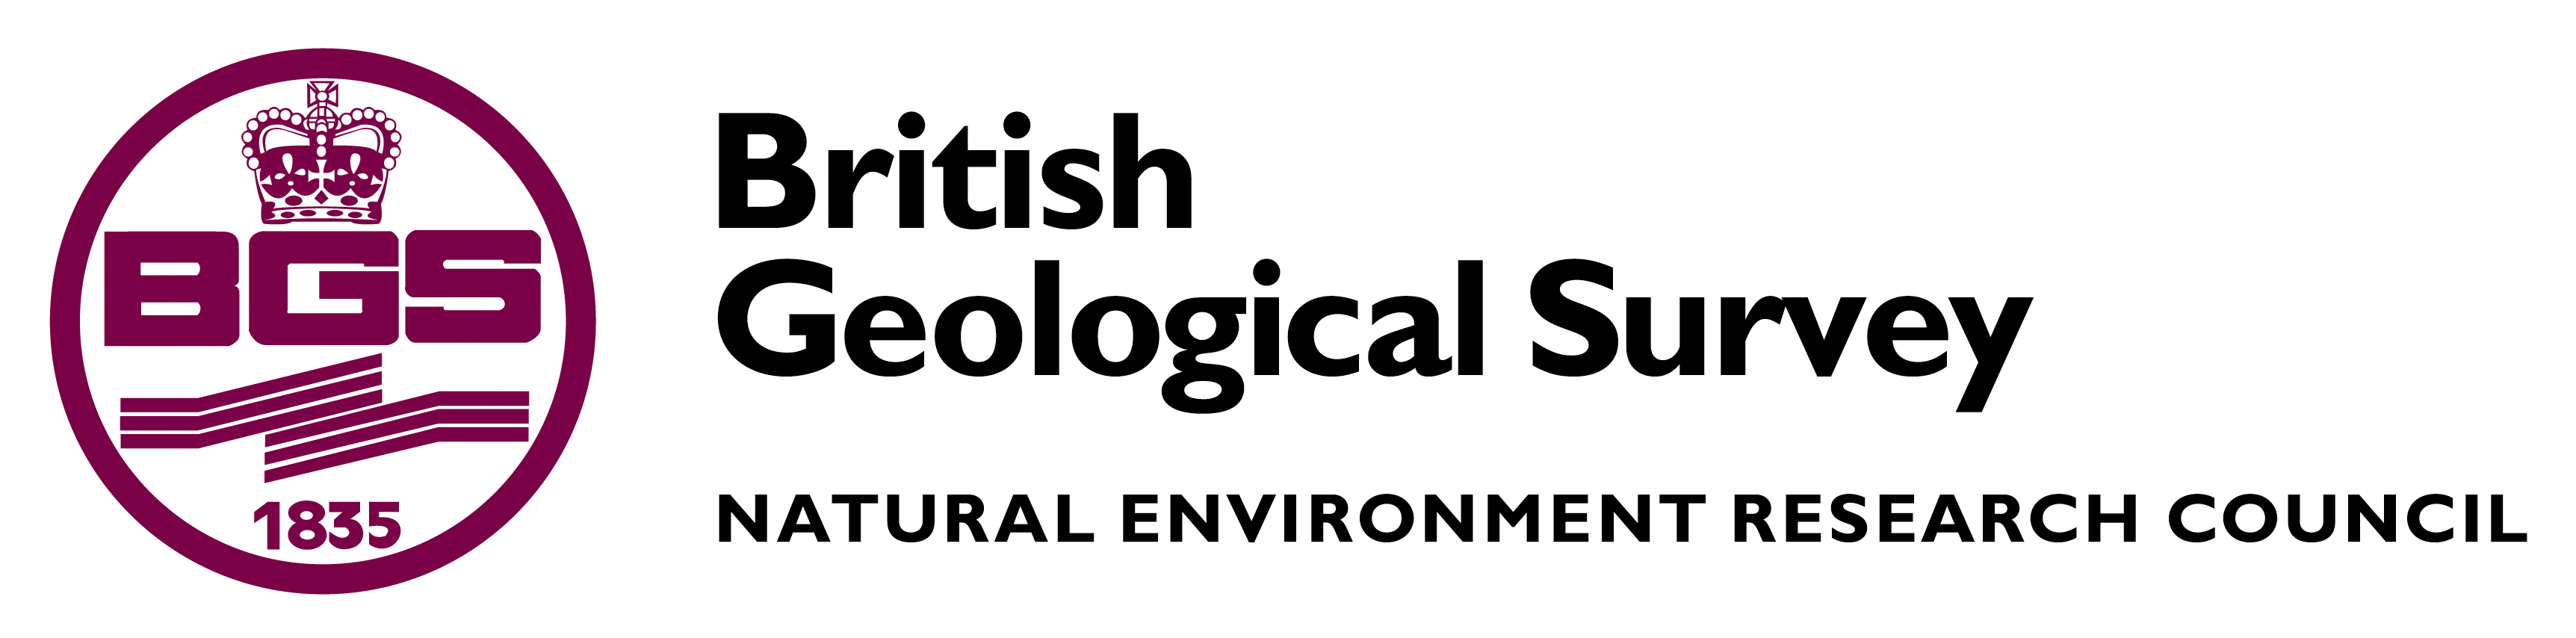 BGS
1835
British
Geological Survey
NATURAL ENVIRONMENT RESEARCH COUNCIL